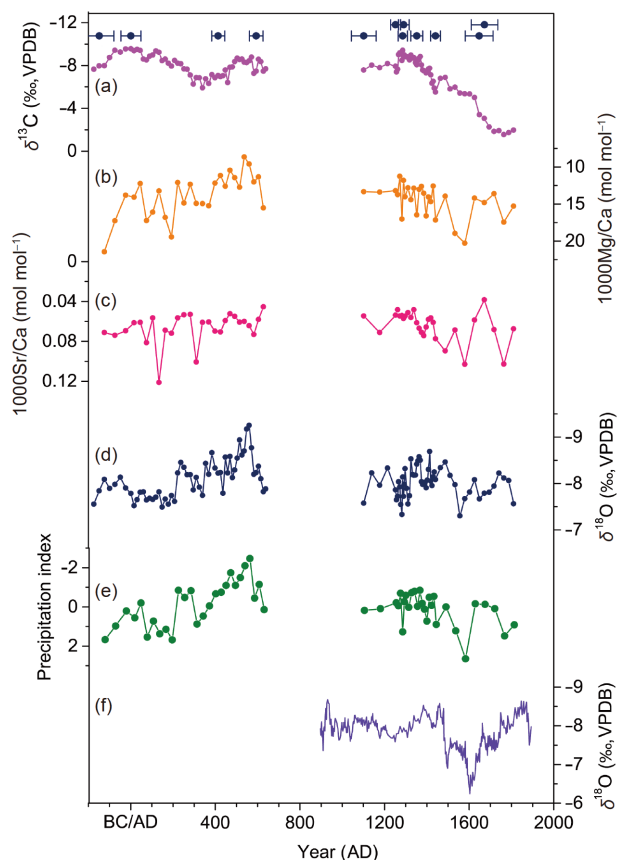 −12
−8
−4
0
δ¹³C (‰, VPDB)
(a)
(b)
10
15
20
1000Mg/Ca (mol mol⁻¹)
0
0.04
0.08
0.12
1000Sr/Ca (mol mol⁻¹)
(c)
(d)
−9
−8
−7
δ¹⁸O (‰, VPDB)
Precipitation index
-2
0
2
(e)
(f)
−9
−8
−7
−6
δ¹⁸O (‰, VPDB)
BC/AD
400
800
1200
1600
2000
Year (AD)